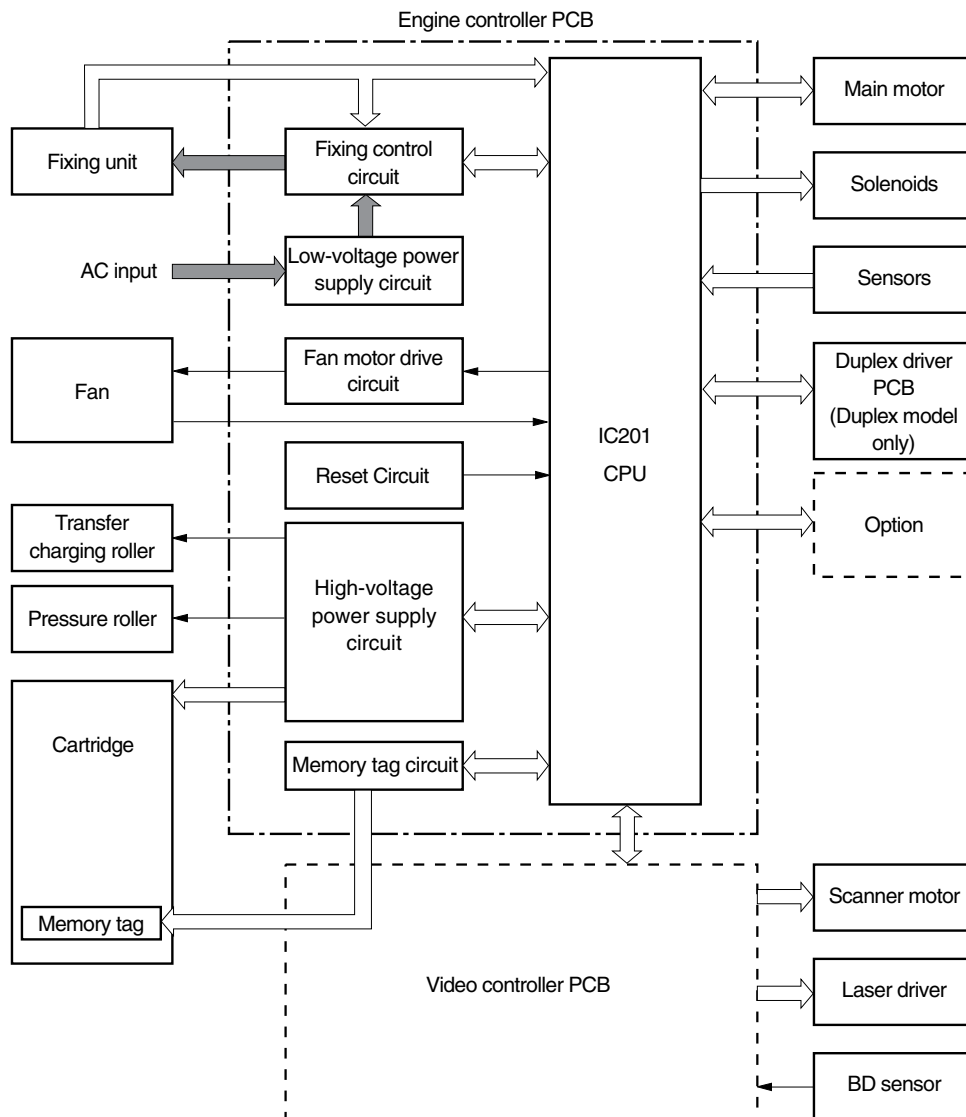 Engine controller PCB
Main motor
Fixing unit
Fixing control
circuit
Solenoids
AC input
Low-voltage power
supply circuit
Sensors
Fan
Fan motor drive
circuit
Duplex driver
PCB
(Duplex model
only)
IC201
CPU
Reset Circuit
Transfer
charging roller
Option
Pressure roller
High-voltage
power supply
circuit
Cartridge
Memory tag circuit
Memory tag
Scanner motor
Video controller PCB
Laser driver
BD sensor